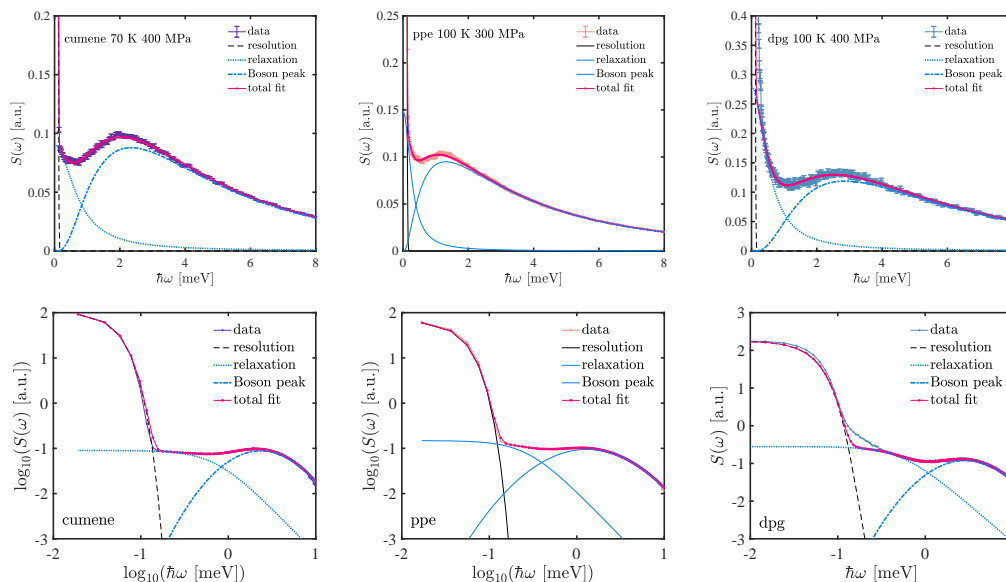 cumene 70 K 400 MPa
data
resolution
relaxation
Boson peak
total fit
S(ω) [a.u.]
0.2
0.15
0.1
0.05
0
0 2 4 6 8
ℏω [meV]
ppe 100 K 300 MPa
data
resolution
relaxation
Boson peak
total fit
S(ω) [a.u.]
0.25
0.2
0.15
0.1
0.05
0
0 2 4 6 8
ℏω [meV]
dpg 100 K 400 MPa
data
resolution
relaxation
Boson peak
total fit
S(ω) [a.u.]
0.4
0.35
0.3
0.25
0.2
0.15
0.1
0.05
0
0 2 4 6 8
ℏω [meV]
data
resolution
relaxation
Boson peak
total fit
cumene
log10(S(ω) [a.u.])
2
1
0
-1
-2
-3
-2 -1 0 1
log10(ℏω [meV])
data
resolution
relaxation
Boson peak
total fit
ppe
log10(S(ω) [a.u.])
2
1
0
-1
-2
-3
-2 -1 0 1
log10(ℏω [meV])
data
resolution
relaxation
Boson peak
total fit
dpg
S(ω) [a.u.]
3
2
1
0
-1
-2
-3
-2 -1 0 1
ℏω [meV]